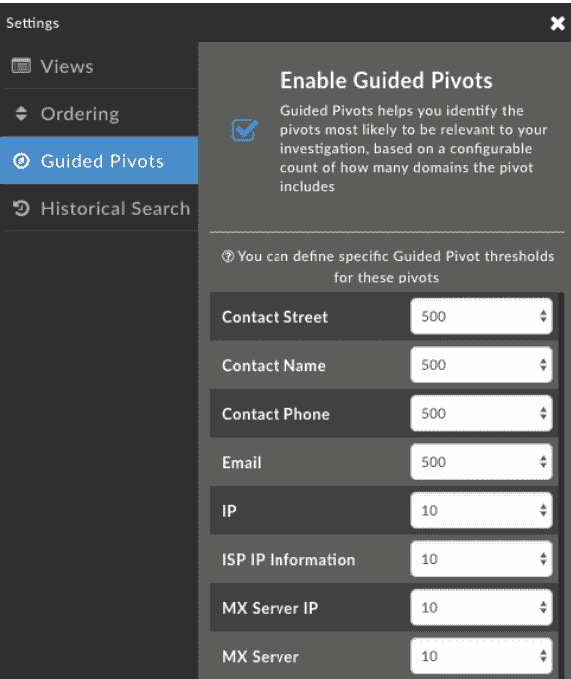 Settings
Views
Ordering
Guided Pivots
Historical Search
Enable Guided Pivots
Guided Pivots helps you identify the
pivots most likely to be relevant to your
investigation, based on a configurable
count of how many domains the pivot
includes
You can define specific Guided Pivot thresholds
for these pivots
Contact Street 500
Contact Name 500
Contact Phone 500
Email 500
IP 10
ISP IP Information 10
MX Server IP 10
MX Server 10